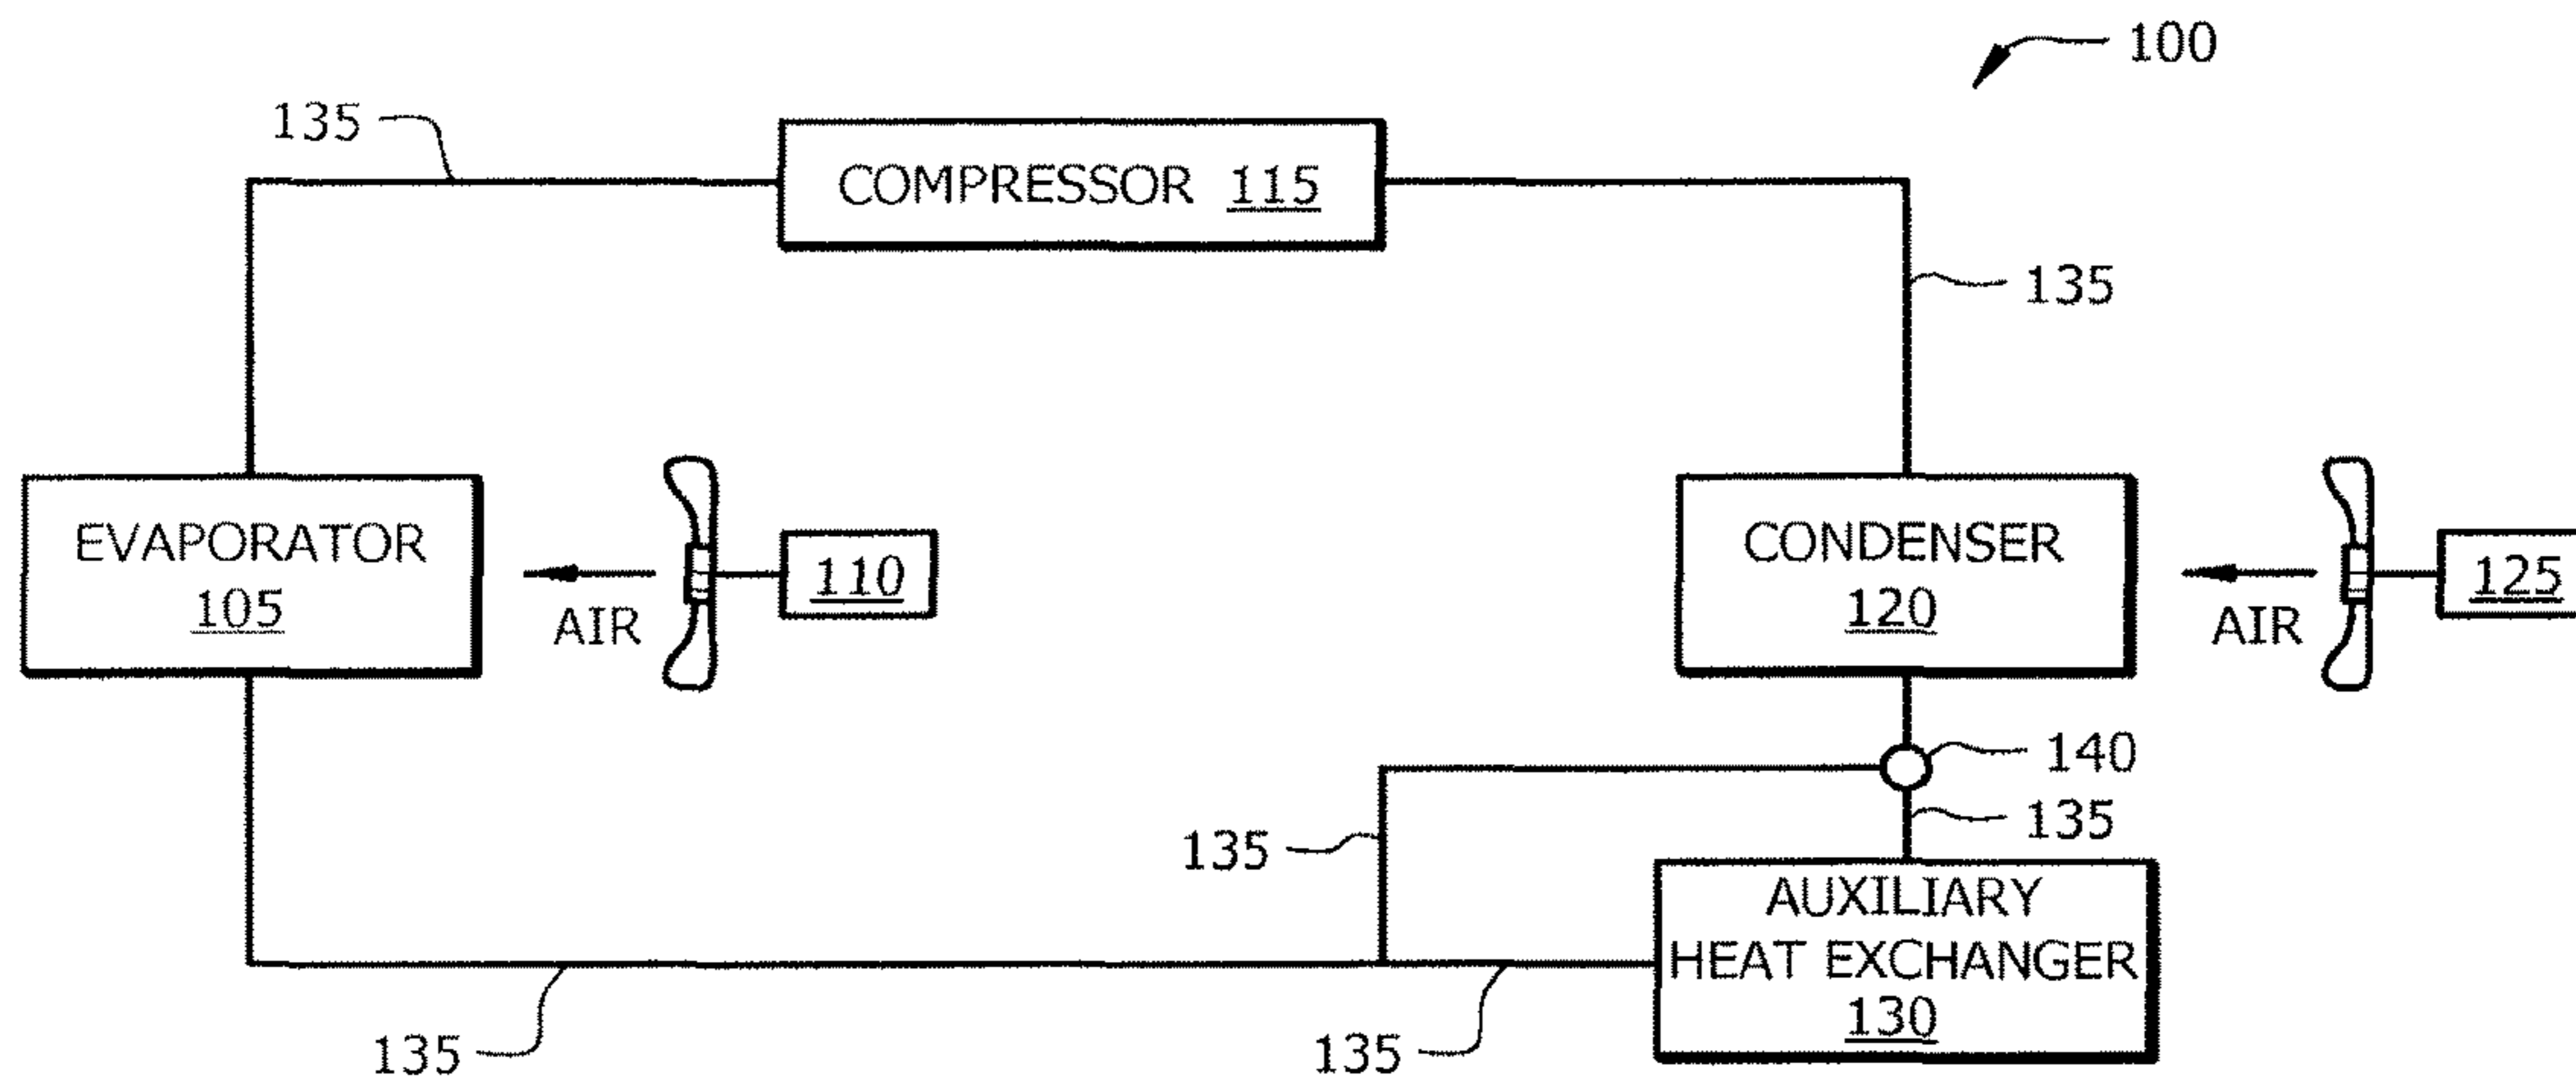 100
135
COMPRESSOR 115
135
EVAPORATOR
105
AIR
110
CONDENSER
120
AIR
125
140
135
135
AUXILIARY
HEAT EXCHANGER
130
135
135